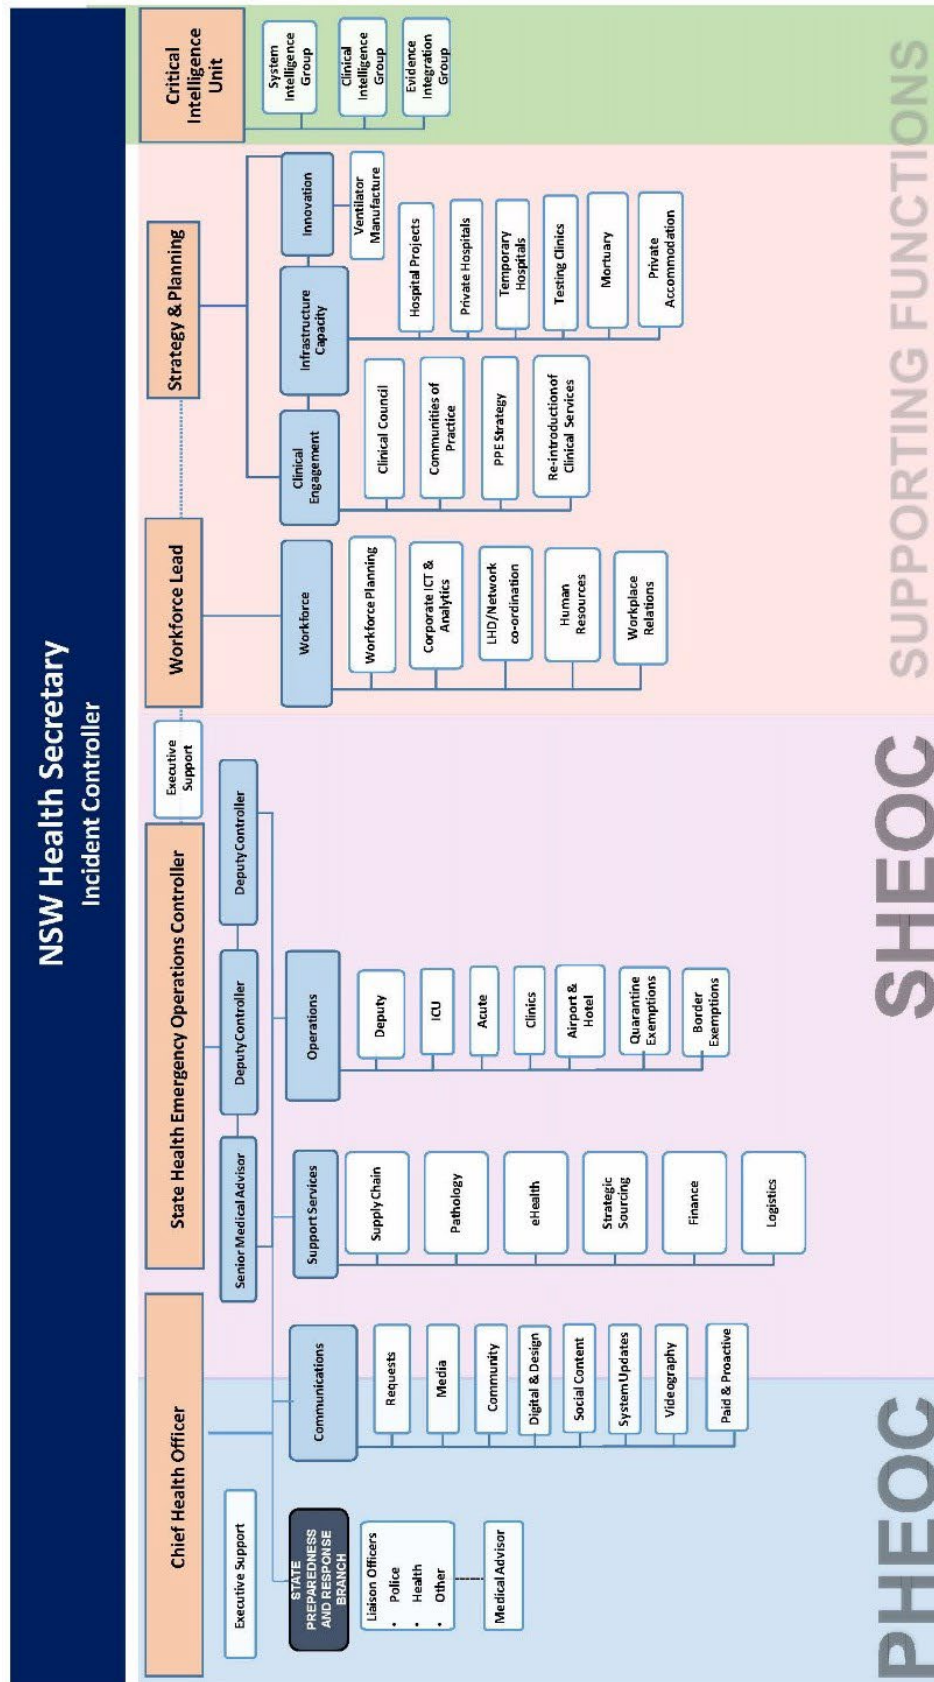 NSW Health Secretary
Incident Controller
Chief Health Officer
State Health Emergency Operations Controller
Executive
Support
Workforce Lead
Strategy & Planning
Critical
Intelligence
Unit
Executive Support
STATE
PREPAREDNESS
AND RESPONSE
BRANCH
Liaison Officers
• Police
• Health
• Other
Medical Advisor
Communications
Requests
Media
Community
Digital & Design
Social Content
System Updates
Videography
Paid & Proactive
Senior Medical Advisor
DeputyController
DeputyController
Support Services
Supply Chain
Pathology
eHealth
Strategic
Sourcing
Finance
Logistics
Operations
Deputy
ICU
Acute
Clinics
Airport &
Hotel
Quarantine
Exemptions
Border
Exemptions
Workforce
Workforce Planning
Corporate ICT &
Analytics
LHD/Network
co-ordination
Human
Resources
Workplace
Relations
Clinical
Engagement
Clinical Council
Communities of
Practice
PPE Strategy
Re-introductionof
Clinical Services
Infrastructure
Capacity
Hospital Projects
Private Hospitals
Temporary
Hospitals
Testing Clinics
Mortuary
Private
Accommodation
Innovation
Ventilator
Manufacture
System
Intelligence
Group
Clinical
Intelligence
Group
Evidence
Integration
Group
PHEOC
SHEOC
SUPPORTING FUNCTIONS